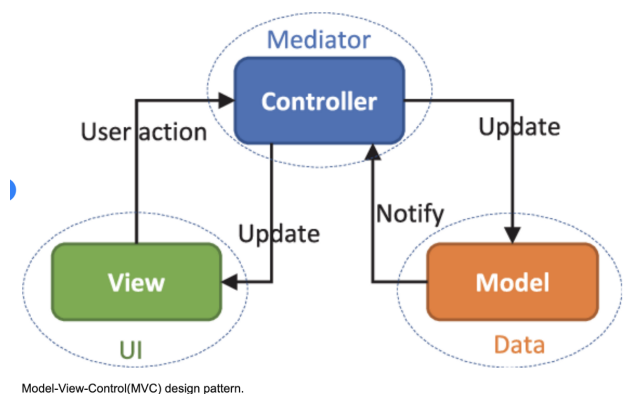 Mediator
Controller
User action
Update
Update
Notify
View
Model
UI
Data
Model-View-Control(MVC) design pattern.